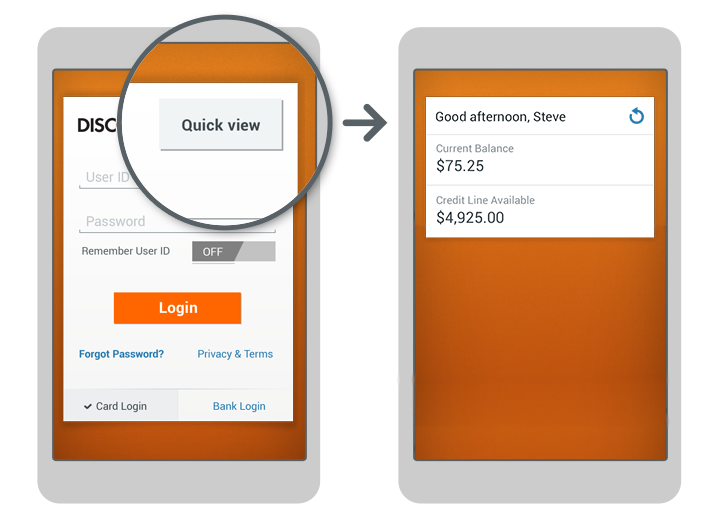 DISC
Quick view
User ID
Password
Remember User ID OFF
Login
Forgot Password? Privacy & Terms
Card Login Bank Login
Good afternoon, Steve
Current Balance
$75.25
Credit Line Available
$4,925.00